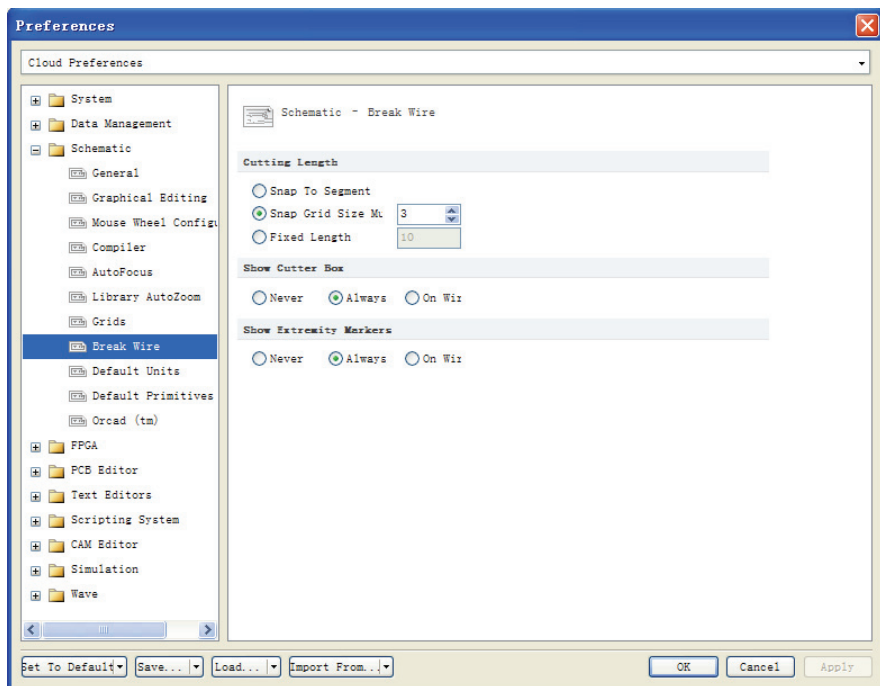 Preferences
Cloud Preferences
System
Data Management
Schematic
General
Graphical Editing
Mouse Wheel Configu
Compiler
AutoFocus
Library AutoZoom
Grids
Break Wire
Default Units
Default Primitives
Orcad (tm)
FPGA
PCB Editor
Text Editors
Scripting System
CAM Editor
Simulation
Wave
Schematic - Break Wire
Cutting Length
Snap To Segment
Snap Grid Size Mu 3
Fixed Length 10
Show Cutter Box
Never Always On Wir
Show Extremity Markers
Never Always On Wir
Set To Default Save... Load... Import From... OK Cancel Apply